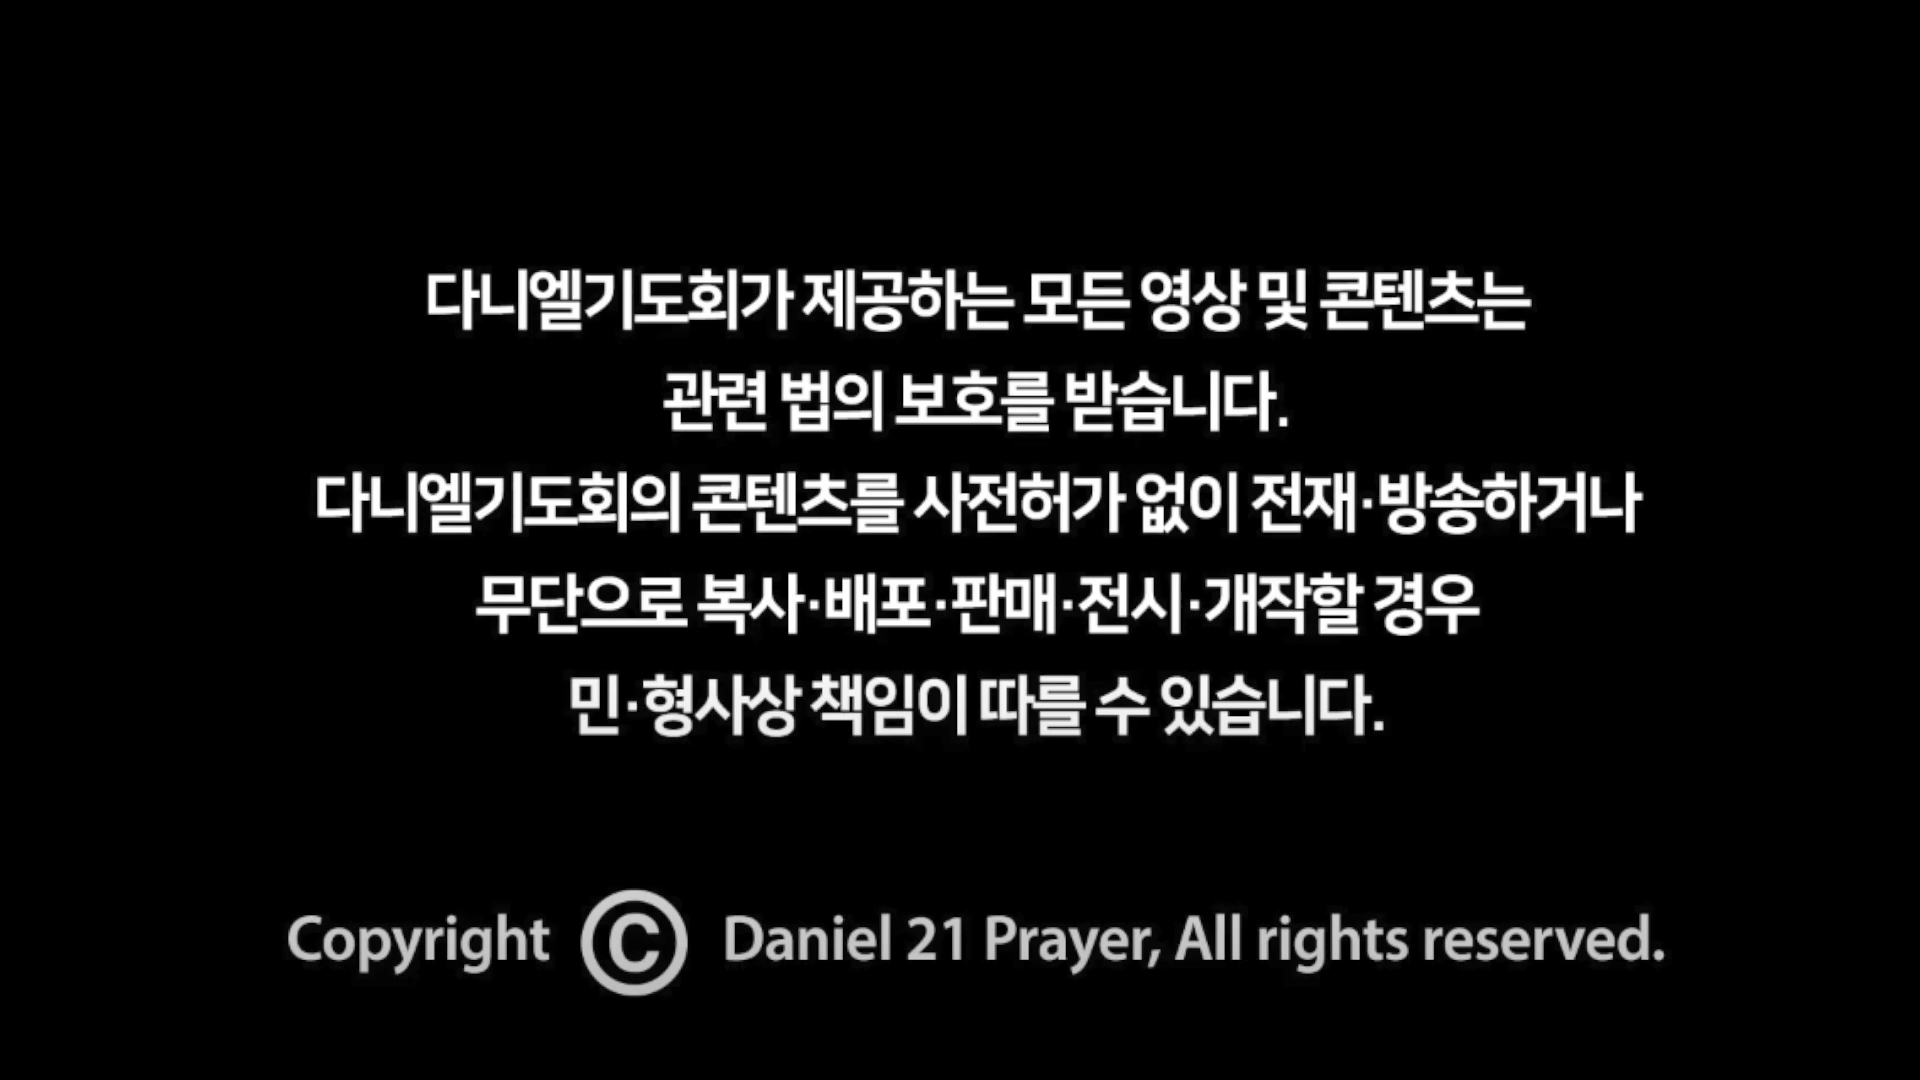 다니엘기도회가 제공하는 모든 영상 및 콘텐츠는
관련 법의 보호를 받습니다.
다니엘기도회의 콘텐츠를 사전허가 없이 전재·방송하거나
무단으로 복사·배포·판매·전시·개작할 경우
민·형사상 책임이 따를 수 있습니다.
Copyright © Daniel 21 Prayer, All rights reserved.